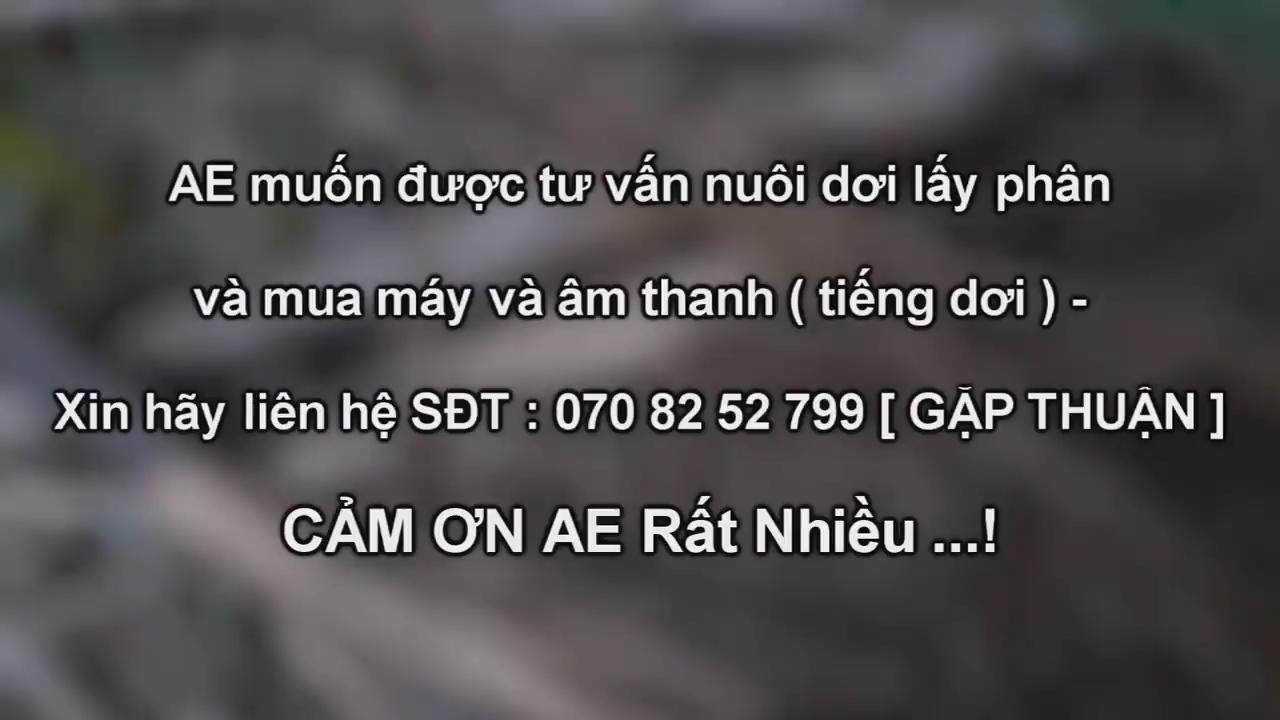 AE muốn được tư vấn nuôi dơi lấy phân
và mua máy và âm thanh ( tiếng dơi ) -
Xin hãy liên hệ SĐT : 070 82 52 799 [ GẶP THUẬN ]
CẢM ƠN AE Rất Nhiều ...!